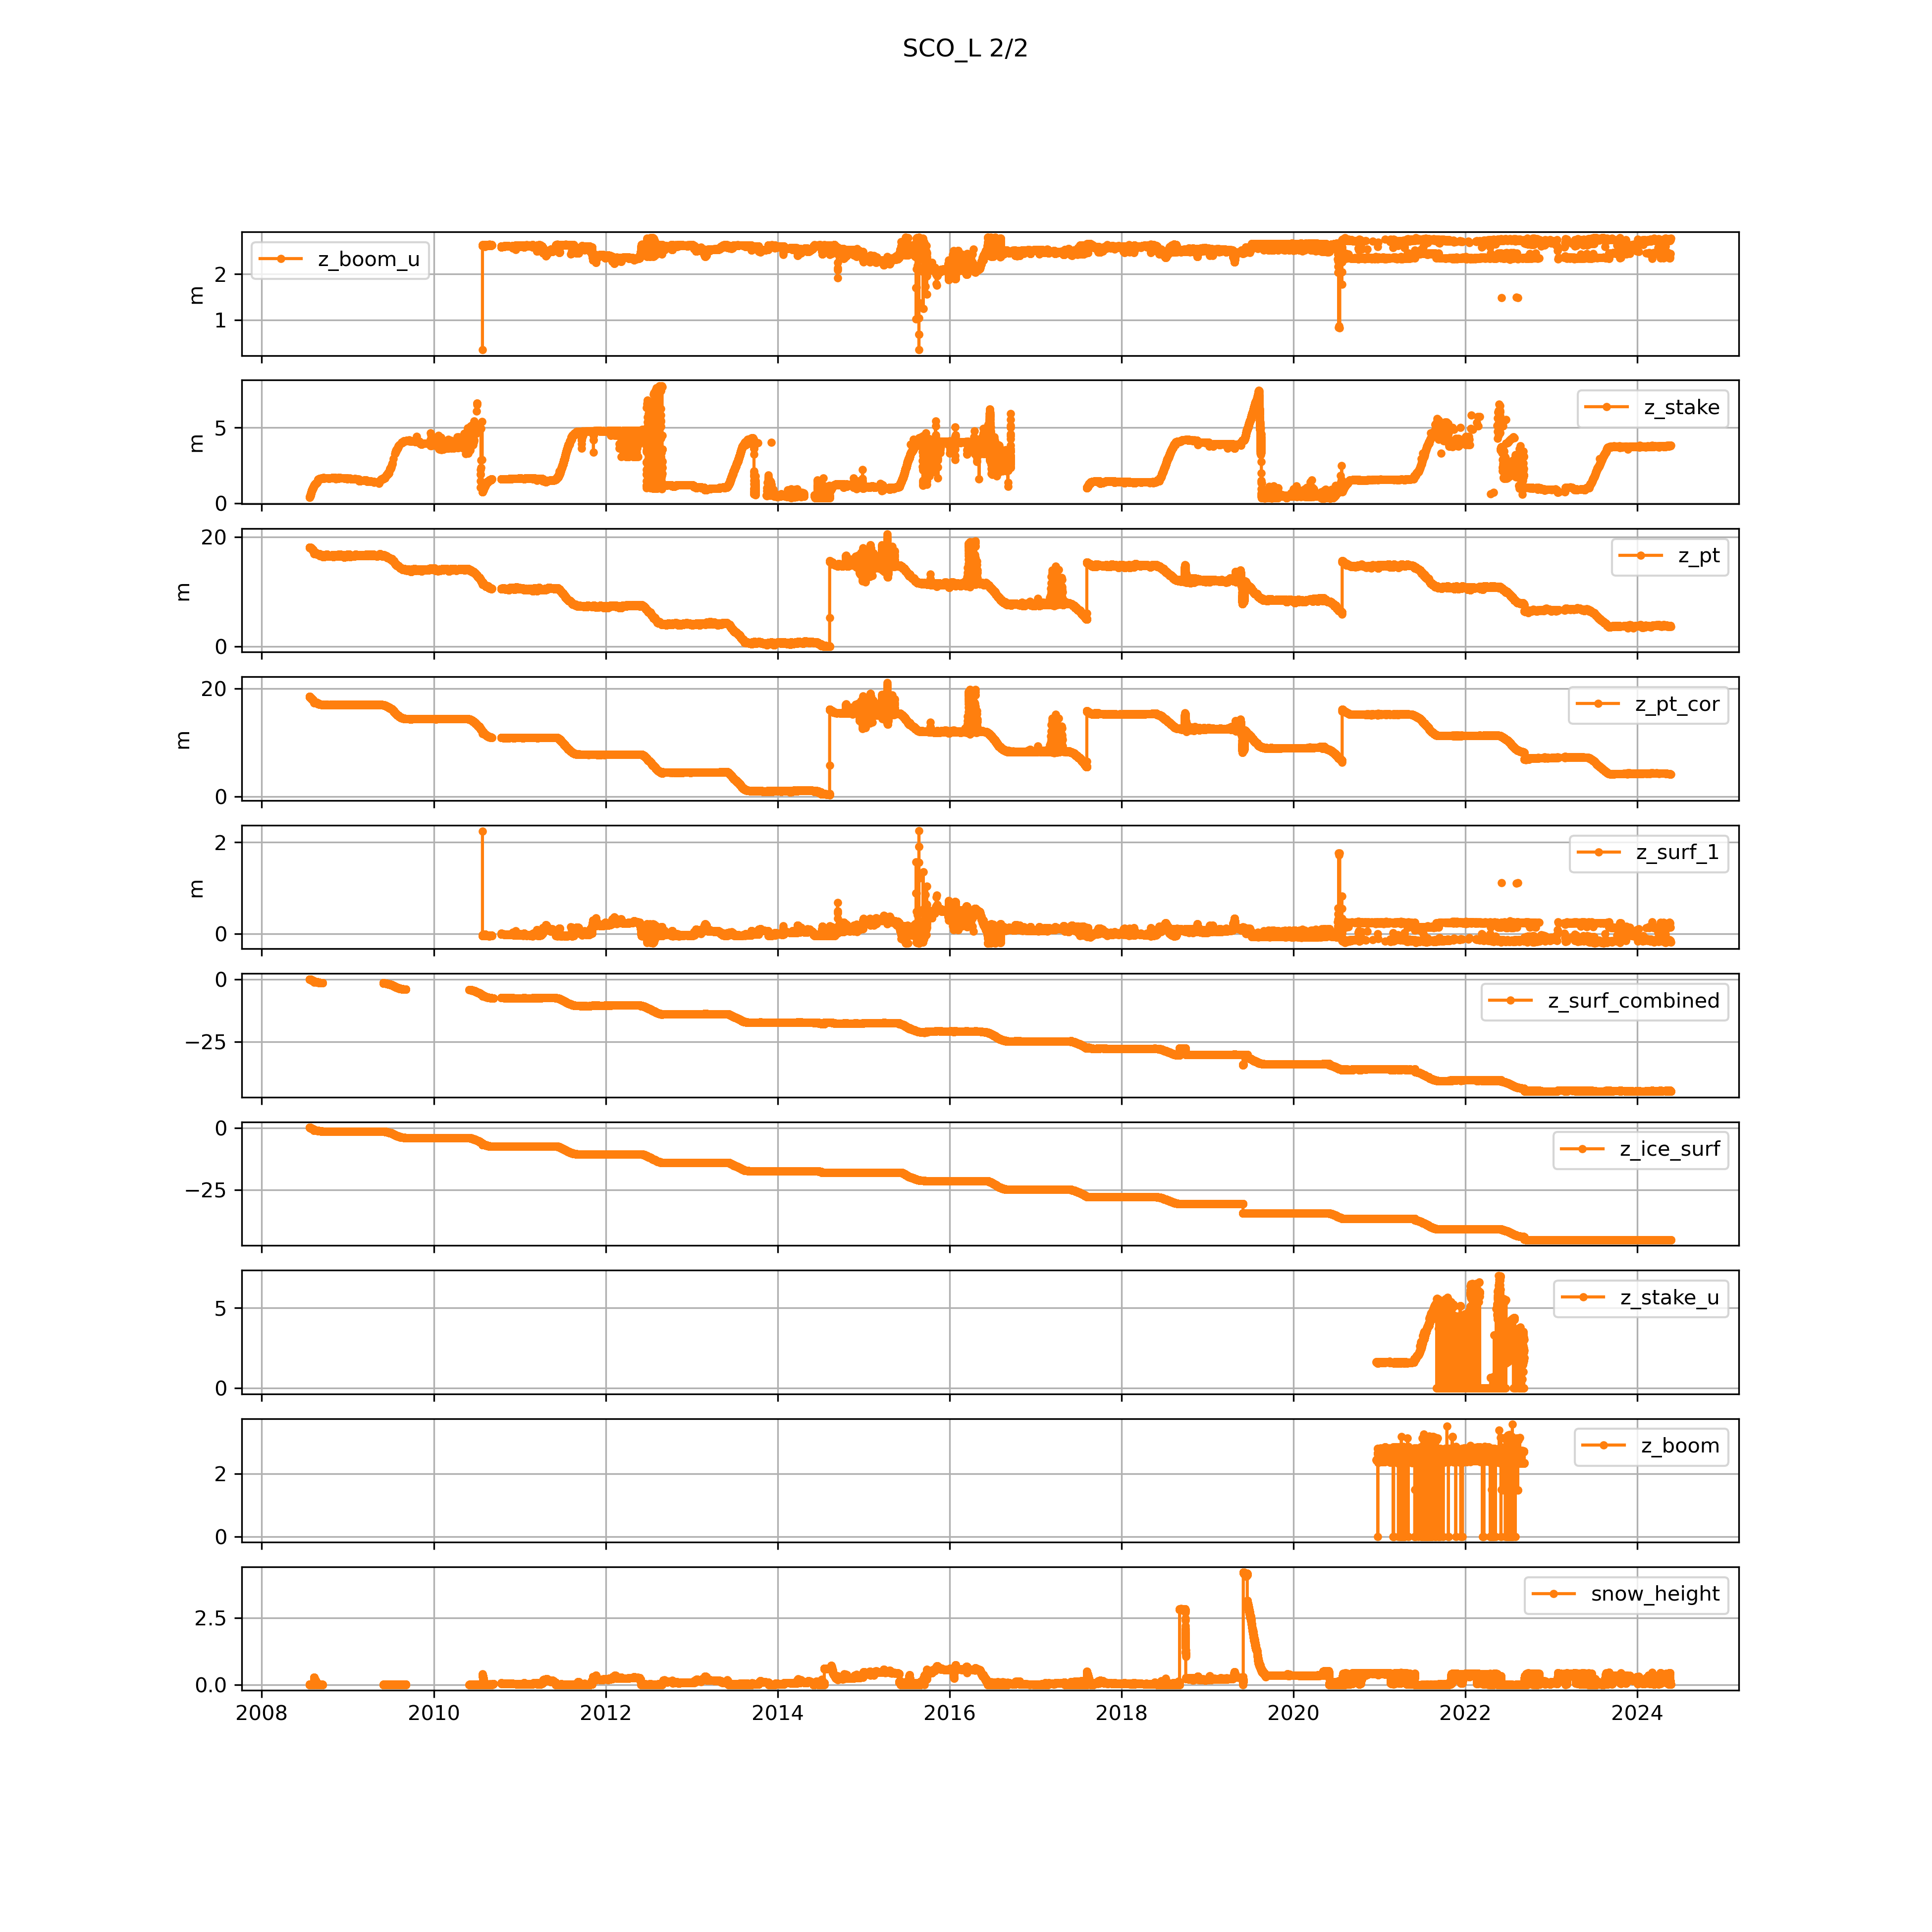 SCO_L 2/2
z_boom_u
m
2
1
z_stake
m
5
0
z_pt
m
20
0
z_pt_cor
m
20
0
z_surf_1
m
2
0
z_surf_combined
0
−25
z_ice_surf
0
−25
z_stake_u
5
0
z_boom
2
0
snow_height
2.5
0.0
2008 2010 2012 2014 2016 2018 2020 2022 2024